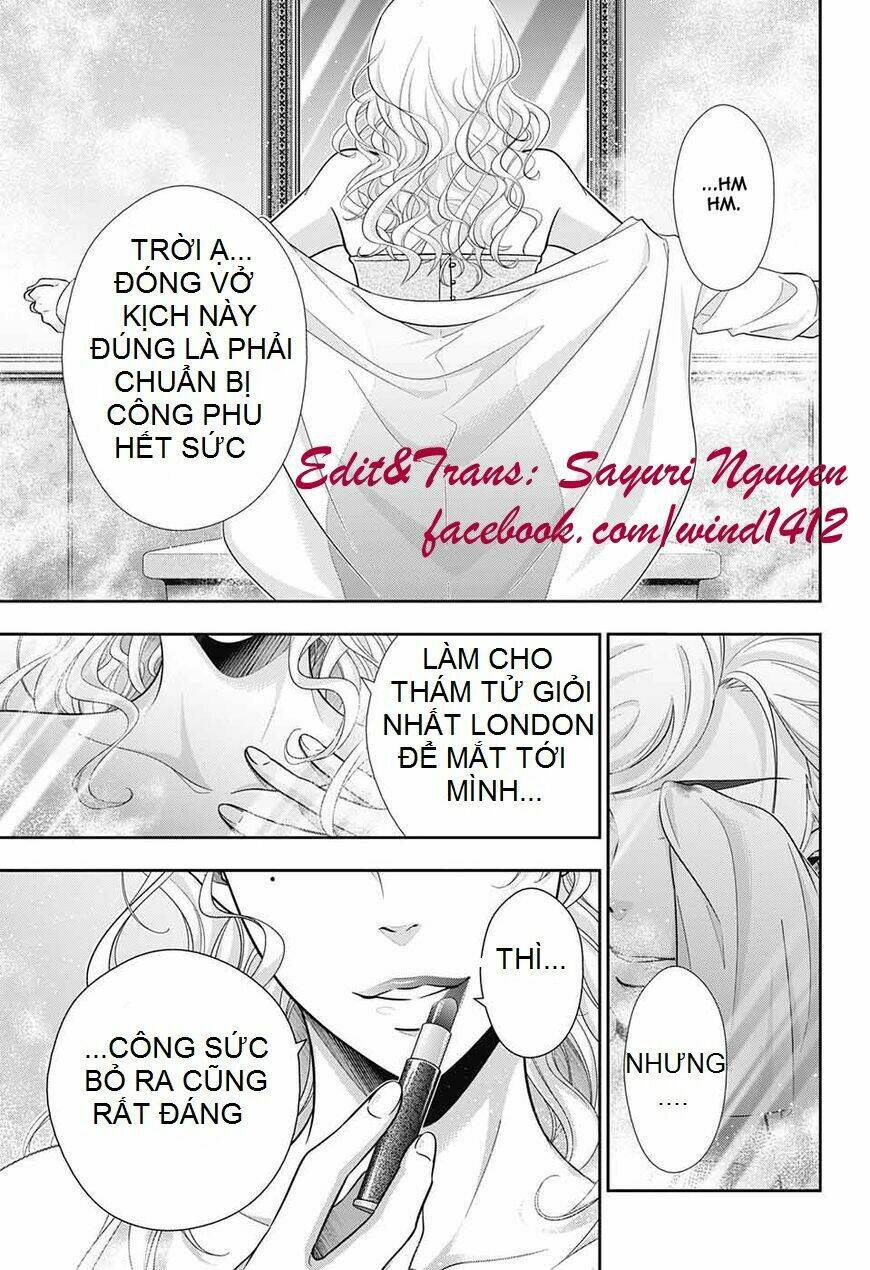 ...HM
HM.
TRỜI Ạ...
ĐÓNG VỞ
KỊCH NÀY
ĐÚNG LÀ PHẢI
CHUẨN BỊ
CÔNG PHU
HẾT SỨC
Edit&Trans: Sayuri Nguyen
facebook.com/wind1412
NHƯNG
....
LÀM CHO
THÁM TỬ GIỎI
NHẤT LONDON
ĐỂ MẮT TỚI
MÌNH...
THÌ...
...CÔNG SỨC
BỎ RA CŨNG
RẤT ĐÁNG